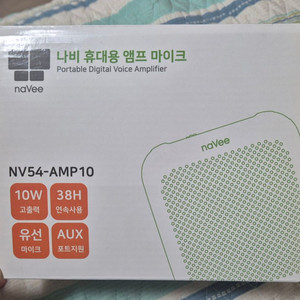 나비 휴대용 앰프 마이크
Portable Digital Voice Amplifier
naVee
naVee
NV54-AMP10
10W
고출력
38H
연속사용
유선
마이크
AUX
포트지원